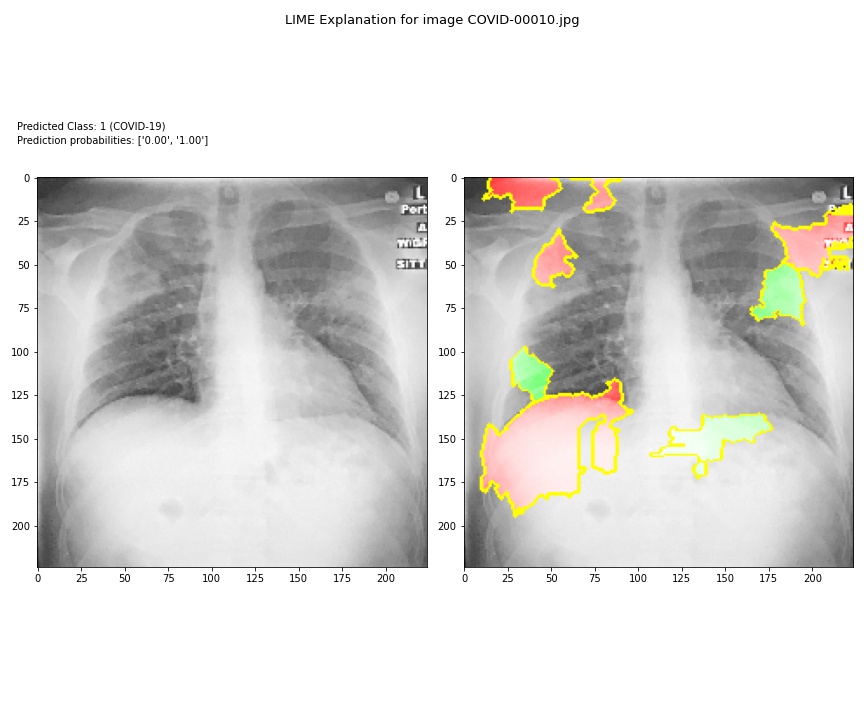 LIME Explanation for image COVID-00010.jpg
Predicted Class: 1 (COVID-19)
Prediction probabilities: ['0.00', '1.00']
0
25
50
75
100
125
150
175
200
0 25 50 75 100 125 150 175 200
L
Port
A
SITT
0
25
50
75
100
125
150
175
200
0 25 50 75 100 125 150 175 200
L
A